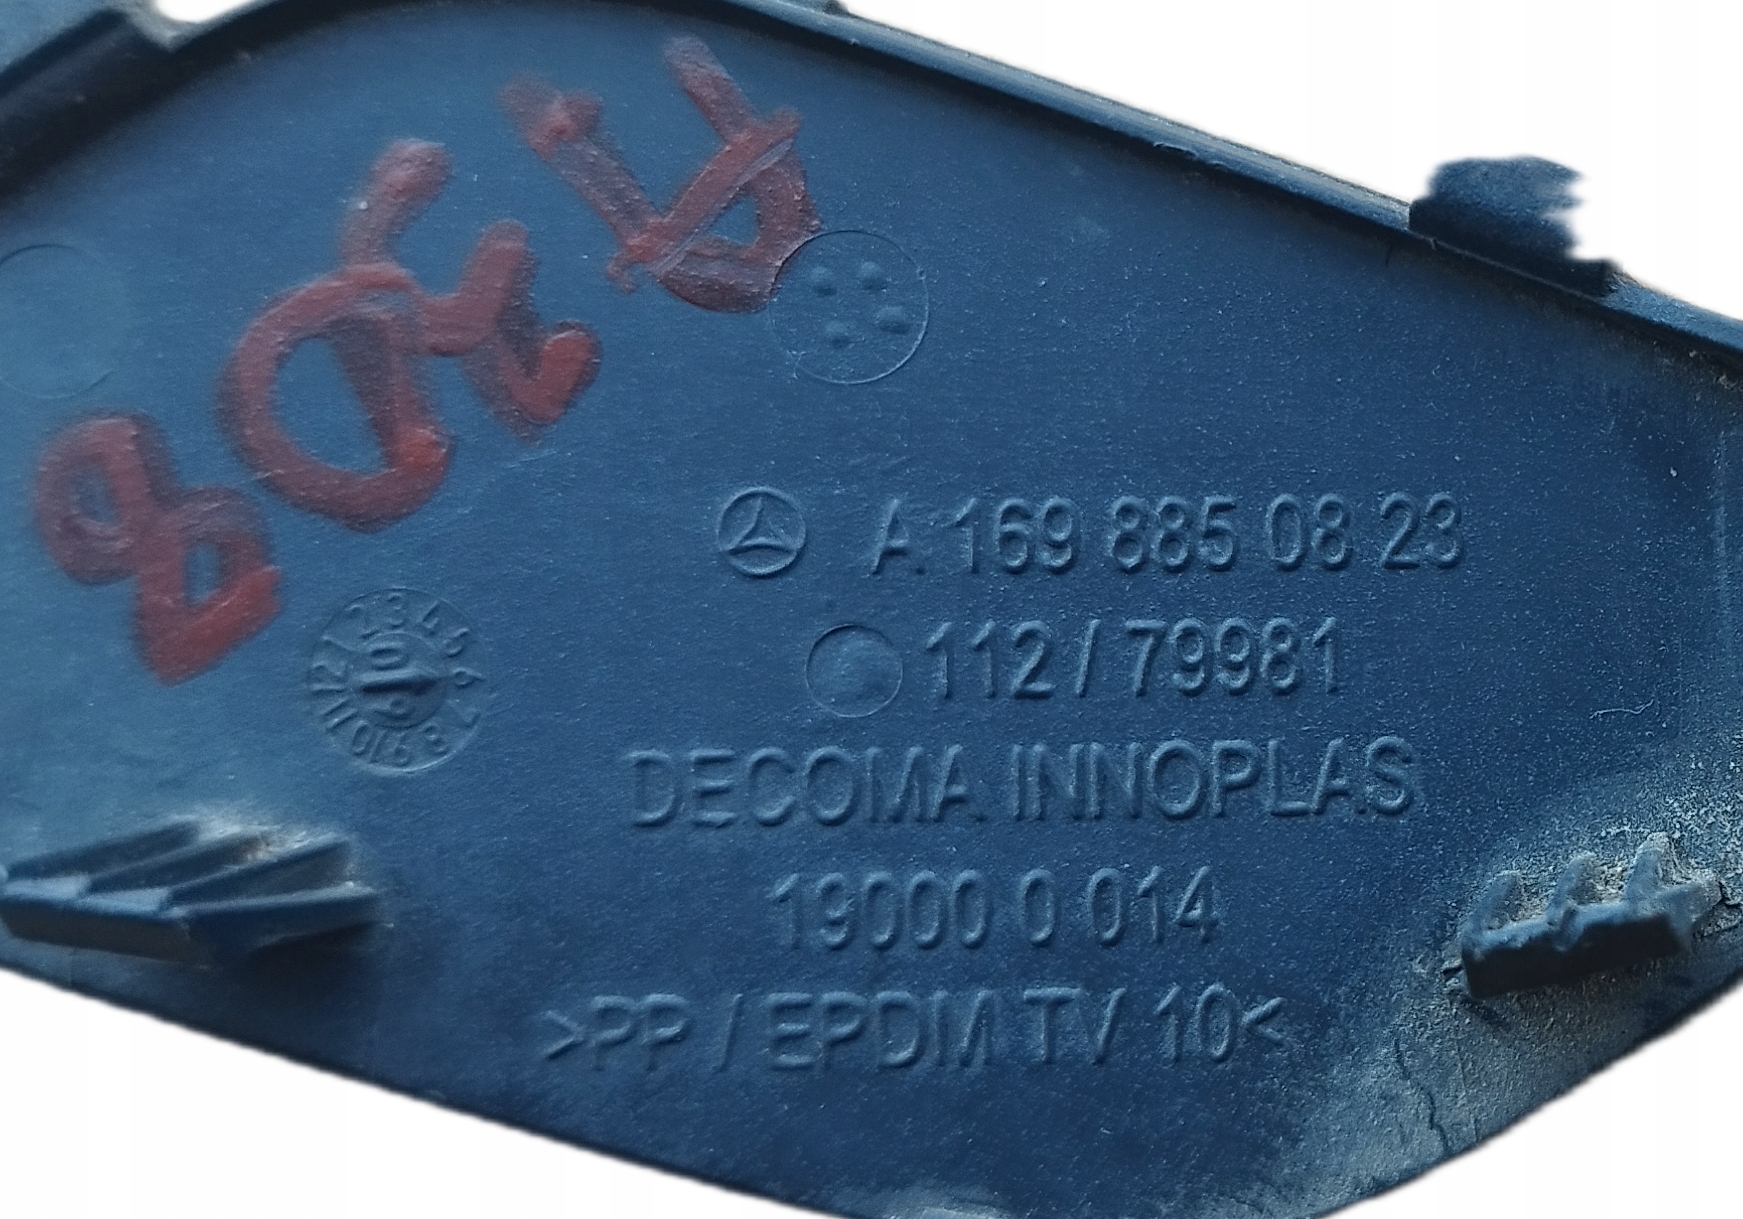 A 169 885 08 23
112 / 79981
DECOMA INNOPLAS
19000 0 014
>PP / EPDM TV 10<